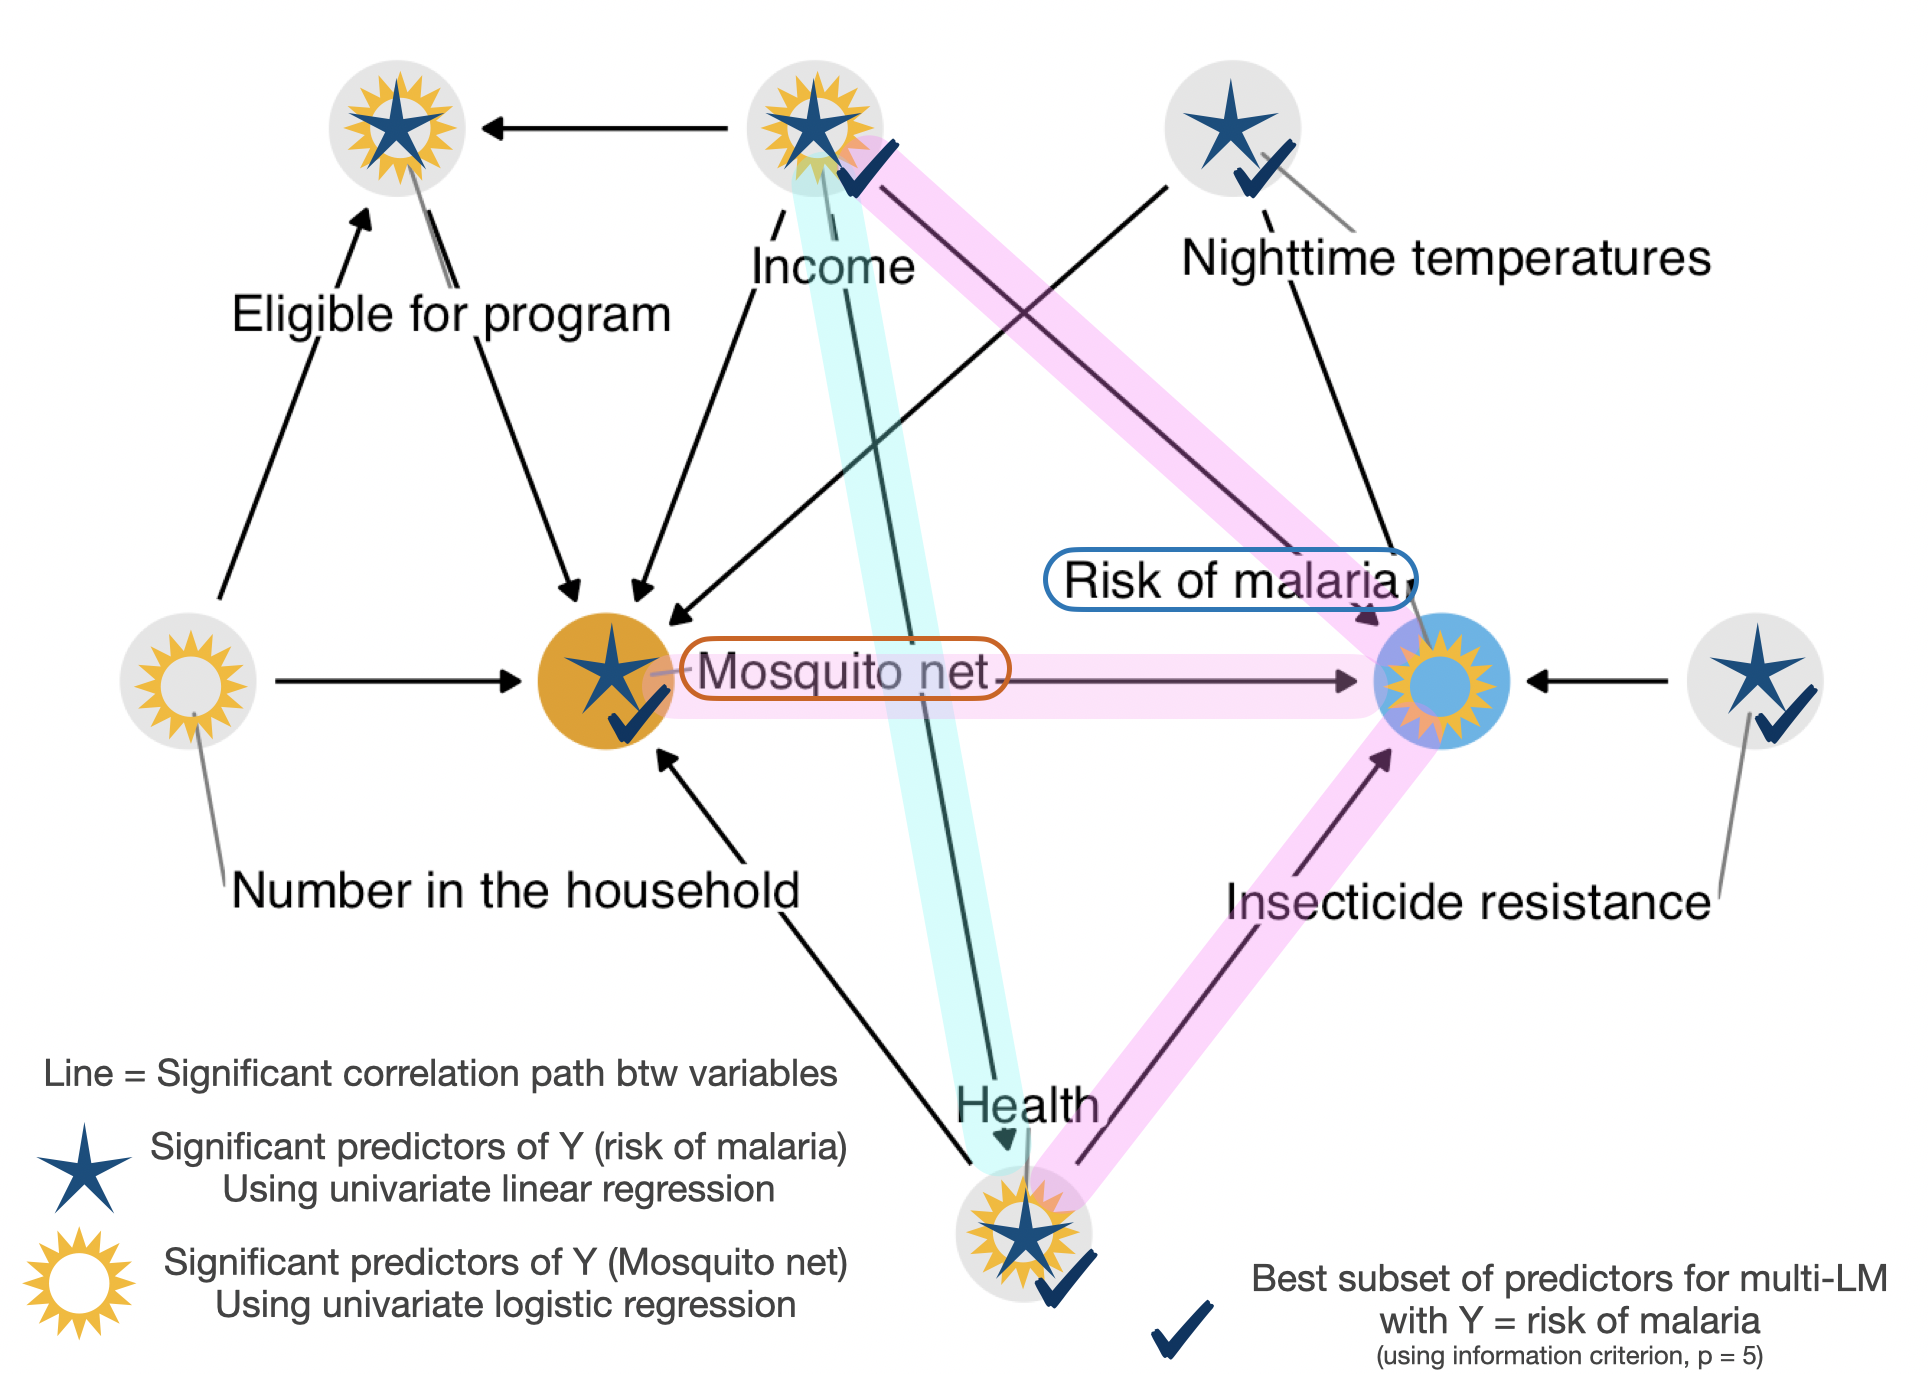 Income
Nighttime temperatures
Eligible for program
Risk of malaria
Mosquito net
Number in the household
Insecticide resistance
Health
Line = Significant correlation path btw variables
Significant predictors of Y (risk of malaria)
Using univariate linear regression
Significant predictors of Y (Mosquito net)
Using univariate logistic regression
Best subset of predictors for multi-LM
with Y = risk of malaria
(using information criterion, p = 5)